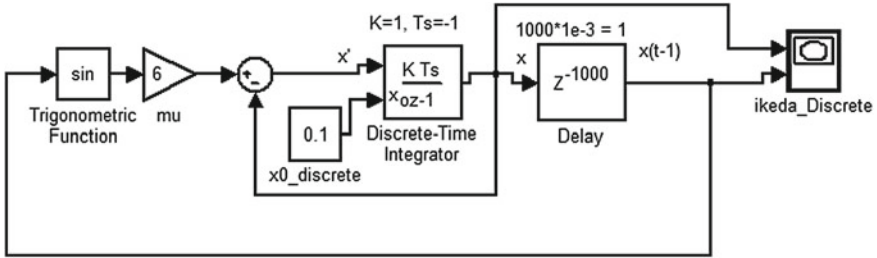 K=1, Ts=-1
1000*1e-3 = 1
x'
x
x(t-1)
sin
6
+
-
K Ts
xoz-1
Z-1000
0.1
Trigonometric
Function
mu
Discrete-Time
Integrator
Delay
ikeda_Discrete
x0_discrete